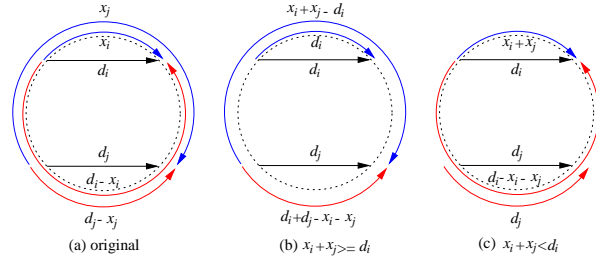 x_j x_i + x_j - d_i
x_i d_i x_i + x_j
d_i d_i d_i
d_j d_j d_j
d_i - x_i d_i - x_i - x_j
d_j - x_j d_i + d_j - x_i - x_j d_j
(a) original (b) x_i + x_j >= d_i (c) x_i + x_j < d_i